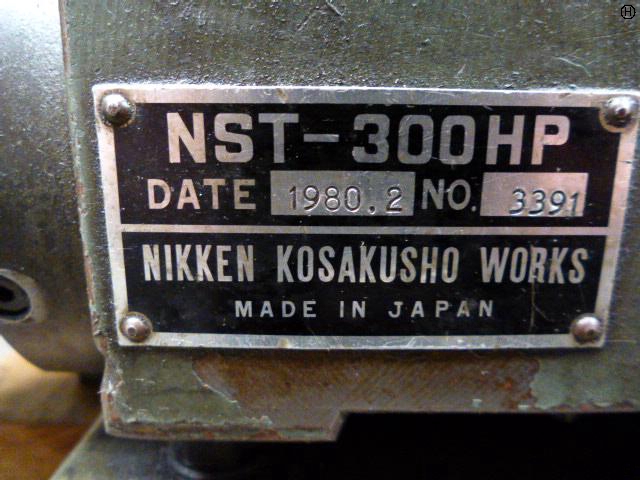 NST-300HP
DATE 1980.2 NO. 3391
NIKKEN KOSAKUSHO WORKS
MADE IN JAPAN
H